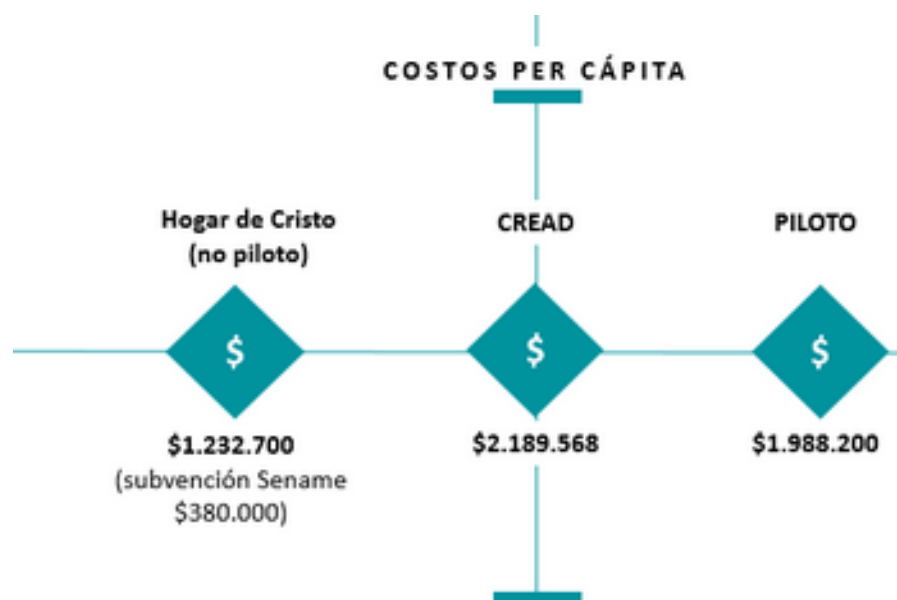 COSTOS PER CÁPITA
Hogar de Cristo
(no piloto)
CREAD
PILOTO
$
$
$
$1.232.700
(subvención Sename
$380.000)
$2.189.568
$1.988.200